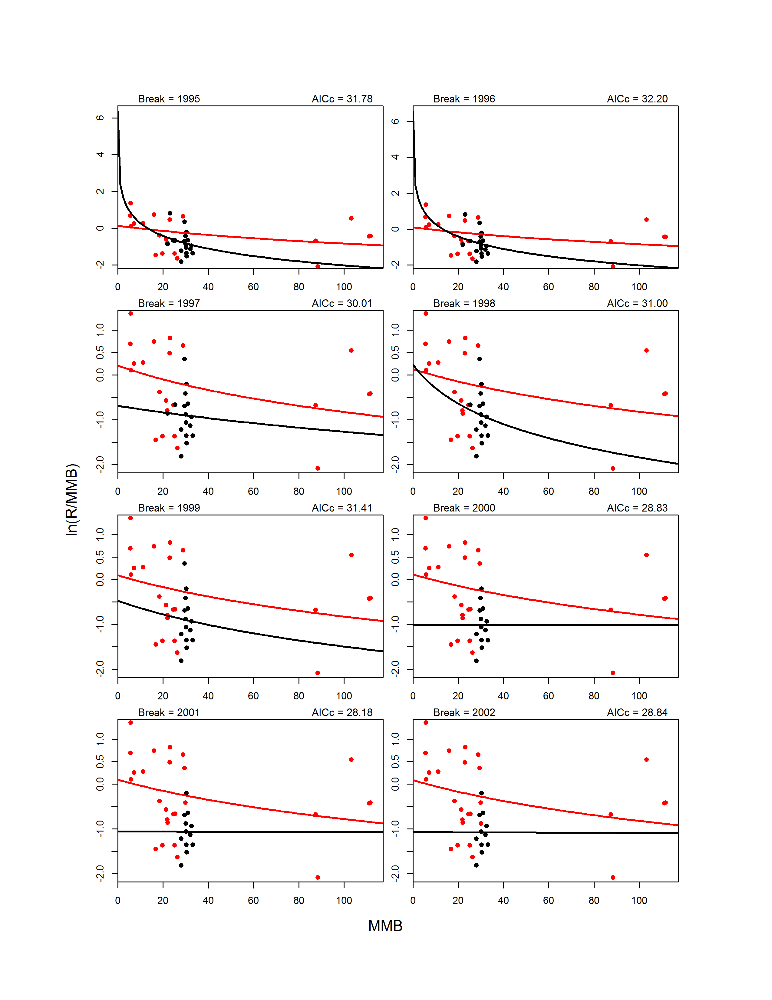 Break = 1995 AICc = 31.78
Break = 1996 AICc = 32.20
6
4
2
0
-2
0 20 40 60 80 100
6
4
2
0
-2
0 20 40 60 80 100
Break = 1997 AICc = 30.01
Break = 1998 AICc = 31.00
1.0
0.5
0.0
-1.0
-2.0
0 20 40 60 80 100
1.0
0.5
0.0
-1.0
-2.0
0 20 40 60 80 100
ln(R/MMB)
Break = 1999 AICc = 31.41
Break = 2000 AICc = 28.83
1.0
0.5
0.0
-1.0
-2.0
0 20 40 60 80 100
1.0
0.5
0.0
-1.0
-2.0
0 20 40 60 80 100
Break = 2001 AICc = 28.18
Break = 2002 AICc = 28.84
1.0
0.5
0.0
-1.0
-2.0
0 20 40 60 80 100
1.0
0.5
0.0
-1.0
-2.0
0 20 40 60 80 100
MMB